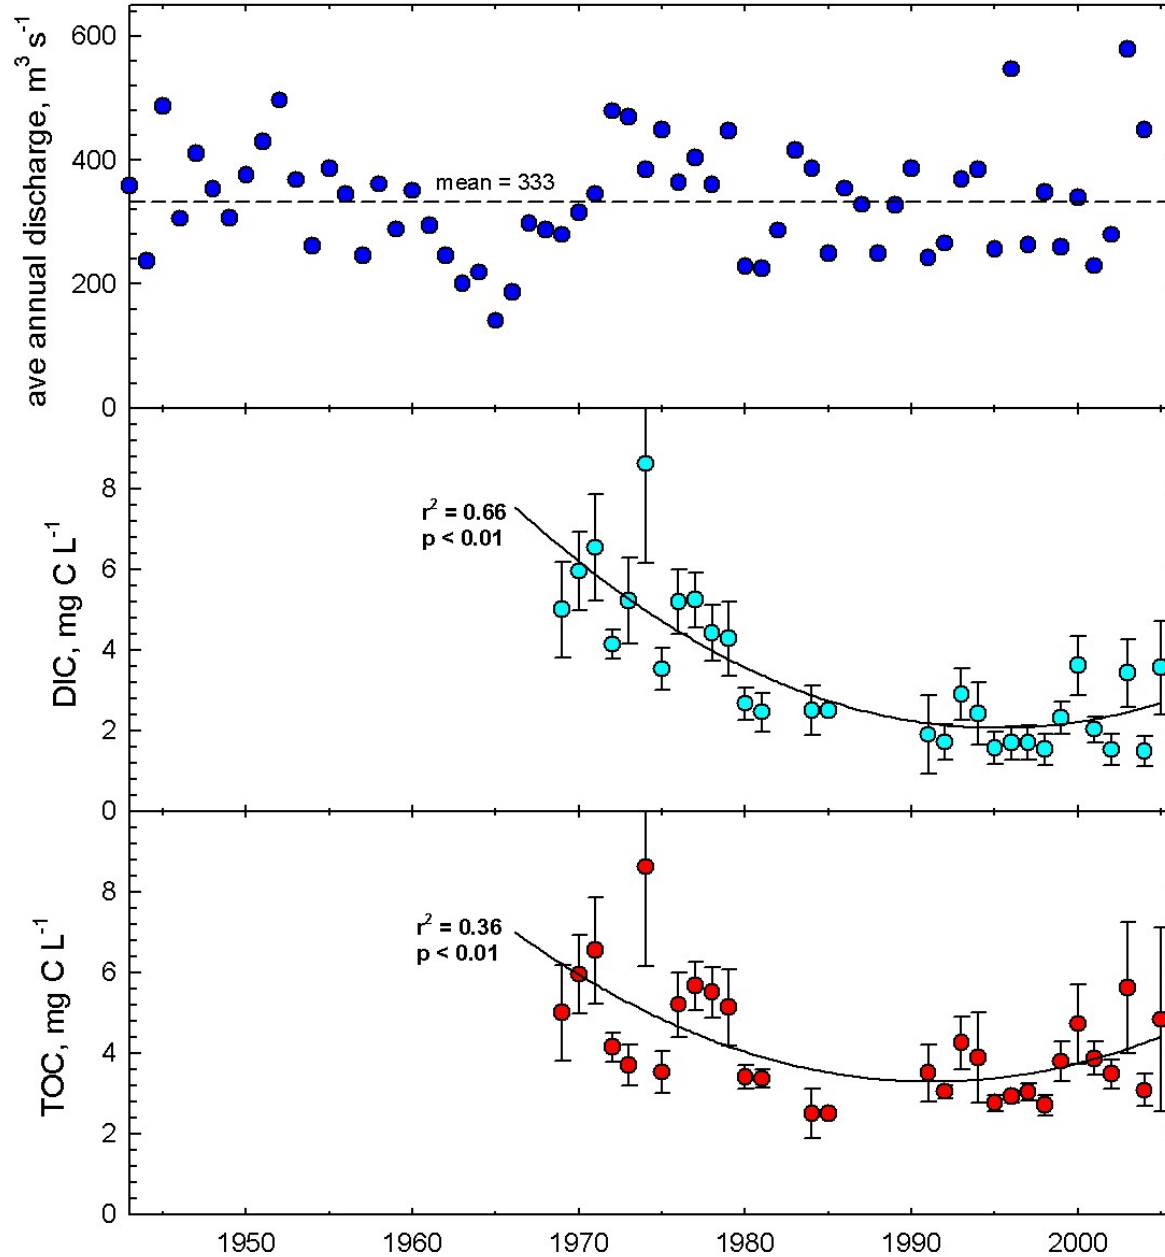 ave annual discharge, m³ s⁻¹
600
400
200
0
mean = 333
DIC, mg C L⁻¹
8
6
4
2
0
r² = 0.66
p < 0.01
TOC, mg C L⁻¹
8
6
4
2
0
r² = 0.36
p < 0.01
1950 1960 1970 1980 1990 2000